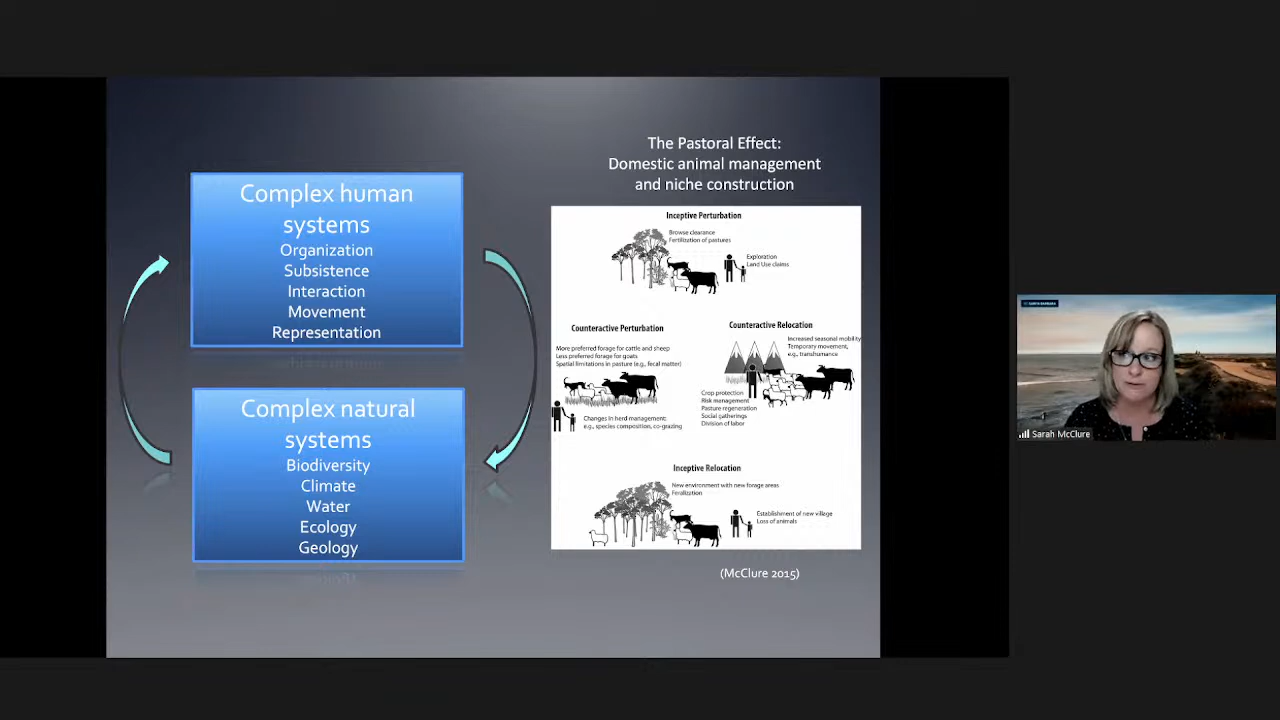 Complex human
systems
Organization
Subsistence
Interaction
Movement
Representation
Complex natural
systems
Biodiversity
Climate
Water
Ecology
Geology
The Pastoral Effect:
Domestic animal management
and niche construction
Inceptive Perturbation
Browse clearance
Fertilization of pastures
Exploration
Land Use claims
Counteractive Perturbation
More preferred forage for cattle and sheep
Less preferred forage for goats
Spatial limitations in pasture (e.g., fecal matter)
Changes in herd management:
e.g., species composition, co-grazing
Counteractive Relocation
Increased seasonal mobility
Temporary movement,
e.g., transhumance
Crop protection
Risk management
Pasture regeneration
Social gatherings
Division of labor
Inceptive Relocation
New environment with new forage areas
Feralization
Establishment of new village
Loss of animals
(McClure 2015)
Sarah McClure